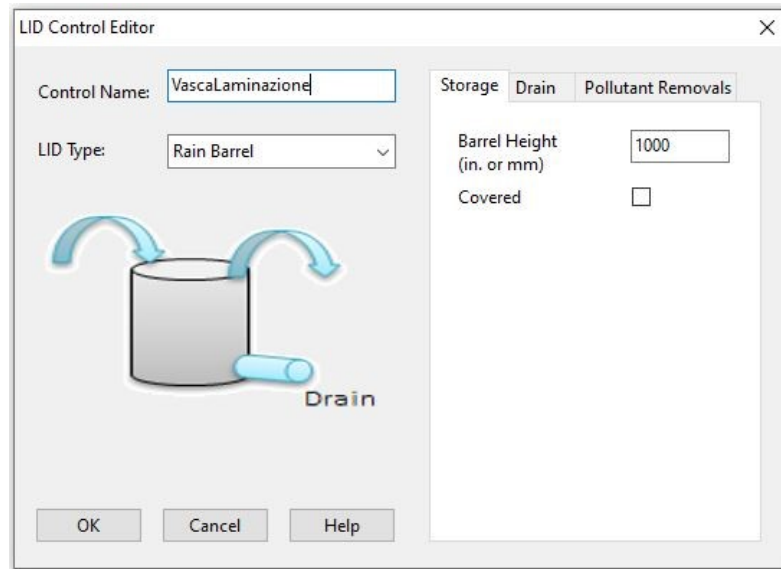 LID Control Editor
Control Name: VascaLaminazione
LID Type: Rain Barrel
Drain
OK Cancel Help
Storage Drain Pollutant Removals
Barrel Height 1000
(in. or mm)
Covered